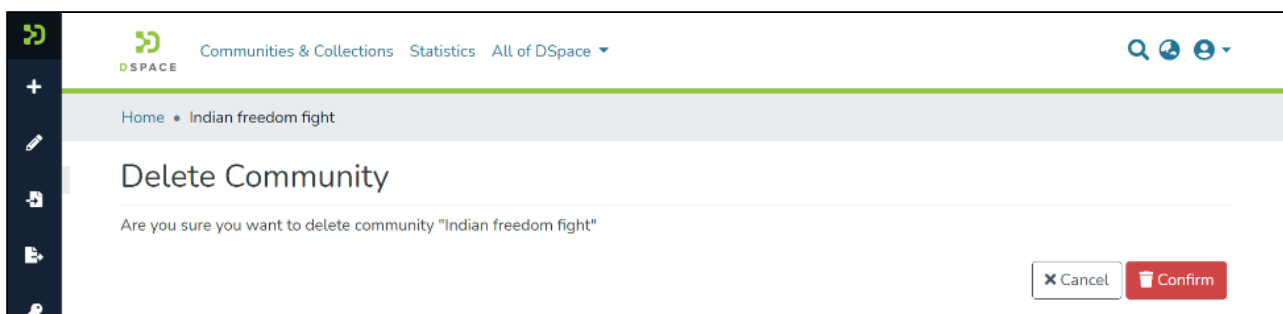 Communities & Collections Statistics All of DSpace
DSPACE
Home • Indian freedom fight
Delete Community
Are you sure you want to delete community "Indian freedom fight"
Cancel Confirm